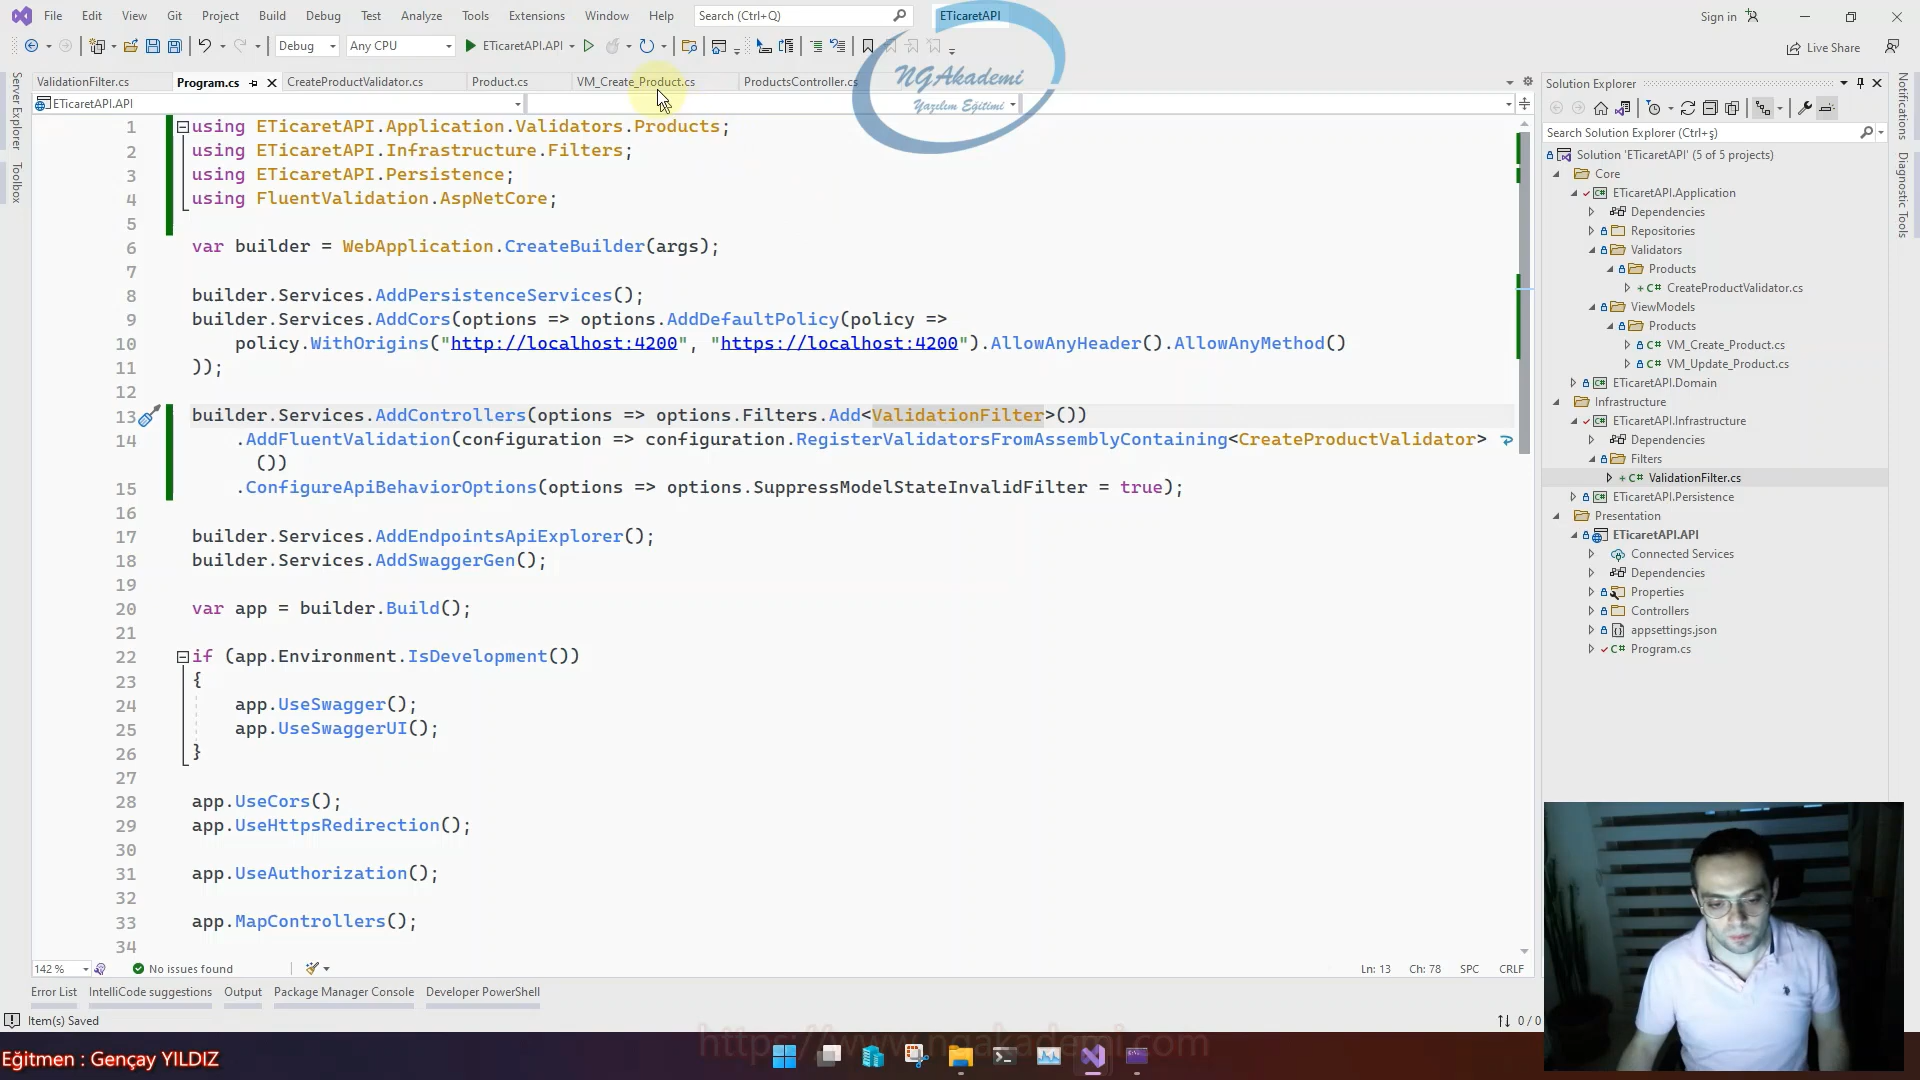 File Edit View Git Project Build Debug Test Analyze Tools Extensions Window Help Search (Ctrl+Q) ETicaretAPI Sign in
Debug Any CPU ETicaretAPI.API Live Share
ValidationFilter.cs Program.cs CreateProductValidator.cs Product.cs VM_Create_Product.cs ProductsController.cs
ETicaretAPI.API
NGAkademi
Yazılım Eğitimi
Server Explorer
Toolbox
1 using ETicaretAPI.Application.Validators.Products;
2 using ETicaretAPI.Infrastructure.Filters;
3 using ETicaretAPI.Persistence;
4 using FluentValidation.AspNetCore;
5
6 var builder = WebApplication.CreateBuilder(args);
7
8 builder.Services.AddPersistenceServices();
9 builder.Services.AddCors(options => options.AddDefaultPolicy(policy =>
10 policy.WithOrigins("http://localhost:4200", "https://localhost:4200").AllowAnyHeader().AllowAnyMethod()
11 ));
12
13 builder.Services.AddControllers(options => options.Filters.Add<ValidationFilter>())
14 .AddFluentValidation(configuration => configuration.RegisterValidatorsFromAssemblyContaining<CreateProductValidator>
())
15 .ConfigureApiBehaviorOptions(options => options.SuppressModelStateInvalidFilter = true);
16
17 builder.Services.AddEndpointsApiExplorer();
18 builder.Services.AddSwaggerGen();
19
20 var app = builder.Build();
21
22 if (app.Environment.IsDevelopment())
23 {
24 app.UseSwagger();
25 app.UseSwaggerUI();
26 }
27
28 app.UseCors();
29 app.UseHttpsRedirection();
30
31 app.UseAuthorization();
32
33 app.MapControllers();
34
142 % No issues found Ln: 13 Ch: 78 SPC CRLF
Error List IntelliCode suggestions Output Package Manager Console Developer PowerShell
Item(s) Saved 0 / 0
Solution Explorer
Search Solution Explorer (Ctrl+ş)
Solution 'ETicaretAPI' (5 of 5 projects)
Core
ETicaretAPI.Application
Dependencies
Repositories
Validators
Products
CreateProductValidator.cs
ViewModels
Products
VM_Create_Product.cs
VM_Update_Product.cs
ETicaretAPI.Domain
Infrastructure
ETicaretAPI.Infrastructure
Dependencies
Filters
ValidationFilter.cs
ETicaretAPI.Persistence
Presentation
ETicaretAPI.API
Connected Services
Dependencies
Properties
Controllers
appsettings.json
Program.cs
Notifications
Diagnostic Tools
Eğitmen : Gençay YILDIZ
https://www.ngakademi.com